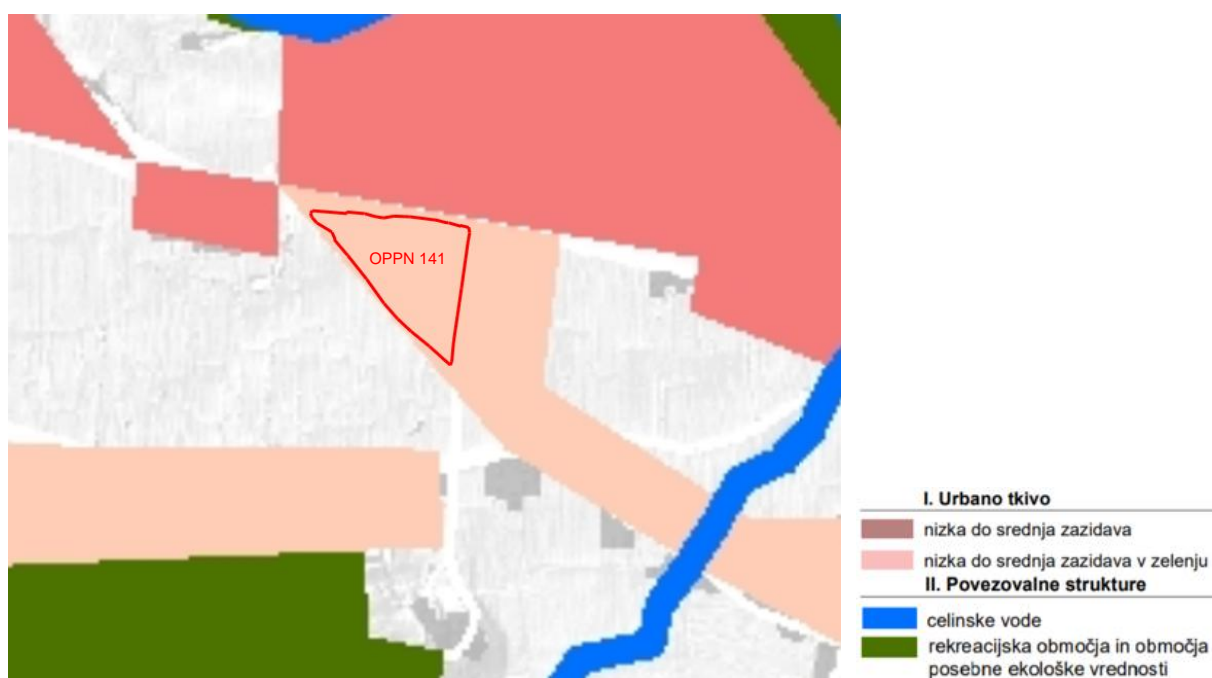 OPPN 141
I. Urbano tkivo
nizka do srednja zazidava
nizka do srednja zazidava v zelenju
II. Povezovalne strukture
celinske vode
rekreacijska območja in območja
posebne ekološke vrednosti